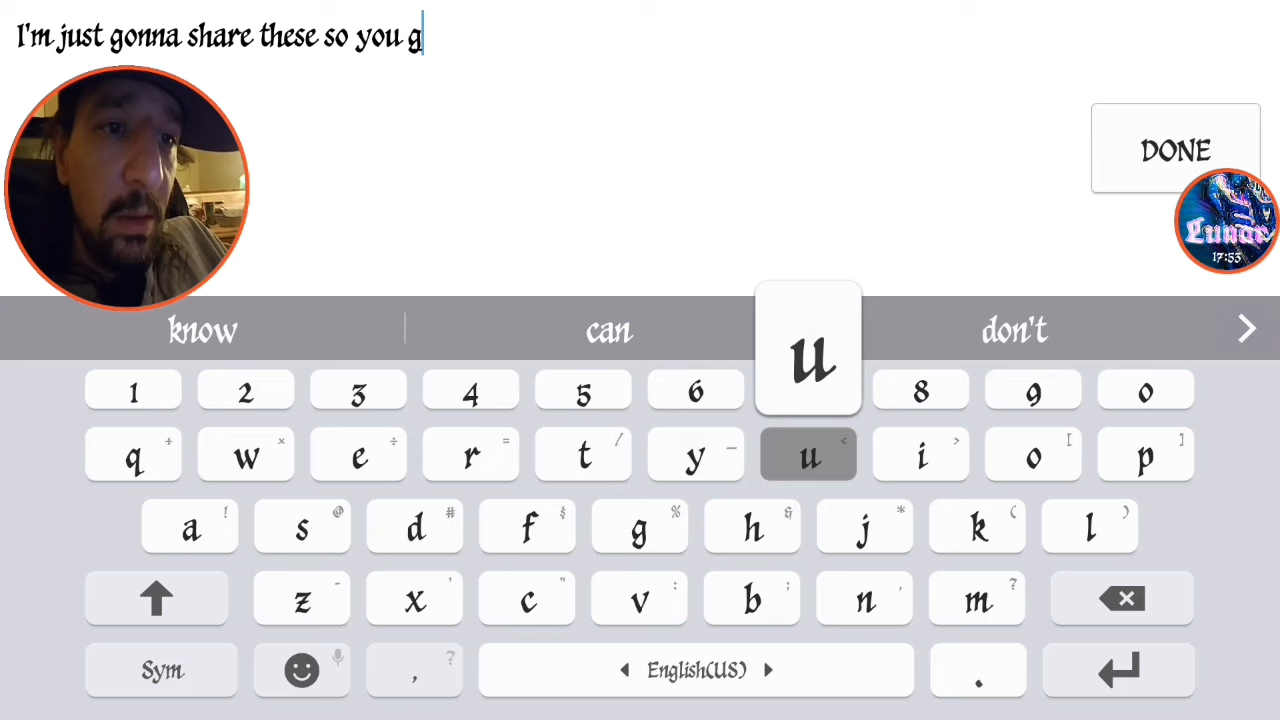 I'm just gonna share these so you g
DONE
Lunar
17:53
know can don't
u
1 2 3 4 5 6 8 9 0
q + w × e ÷ r = t / y _ u < i > o [ p ]
a ! s @ d # f $ g % h & j * k ( l )
z - x ' c " v : b ; n , m ?
Sym , ? English(US) .